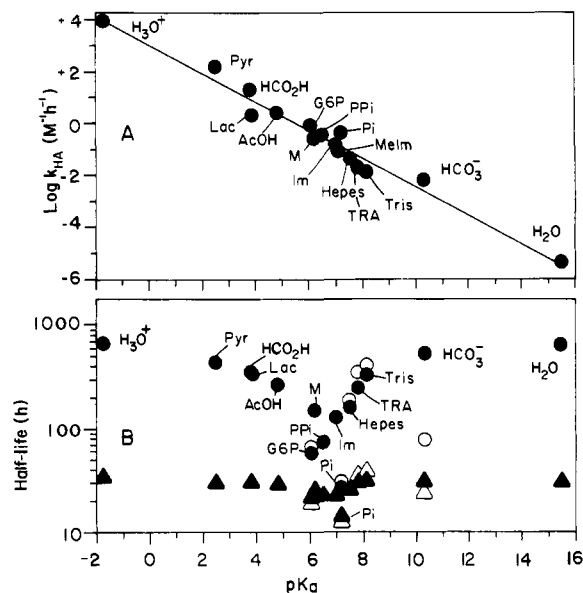 +4
H3O+
Pyr
+2
HCO2H
G6P
PPi
Pi
0
Lac
AcOH
M
MeIm
Im
HCO3−
Hepes
-2
TRA
Tris
-4
H2O
-6
A
Log kHA (M−1h−1)
1000
H3O+
Pyr
HCO2H
Lac
AcOH
M
HCO3−
H2O
Tris
TRA
Hepes
PPi
Im
G6P
100
Pi
Pi
10
B
Half-life (h)
-2 0 2 4 6 8 10 12 14 16
pKa